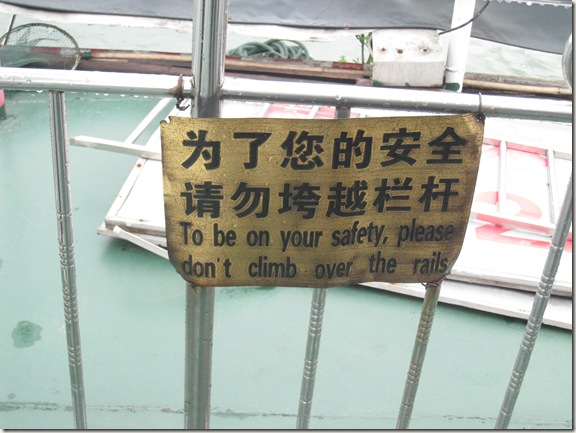 为了您的安全
请勿垮越栏杆
To be on your safety, please
don't climb over the rails